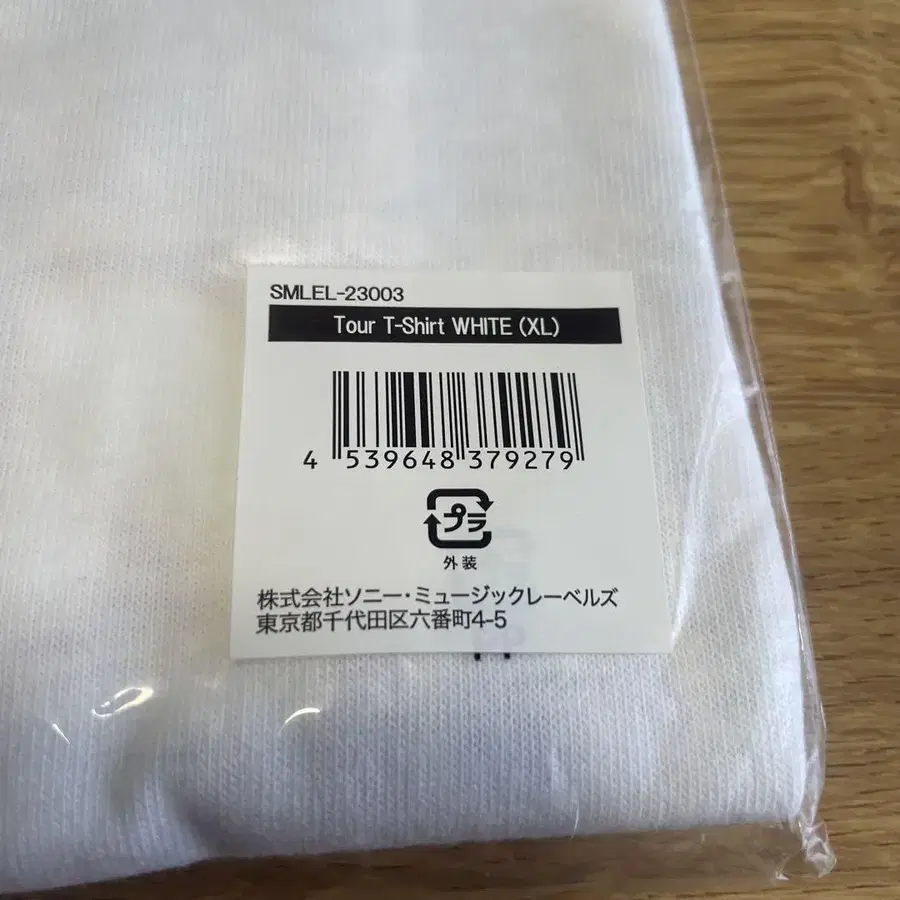 SMLEL-23003
Tour T-Shirt WHITE (XL)
4 539648 379279
プラ
外装
株式会社ソニー・ミュージックレーベルズ
東京都千代田区六番町4-5